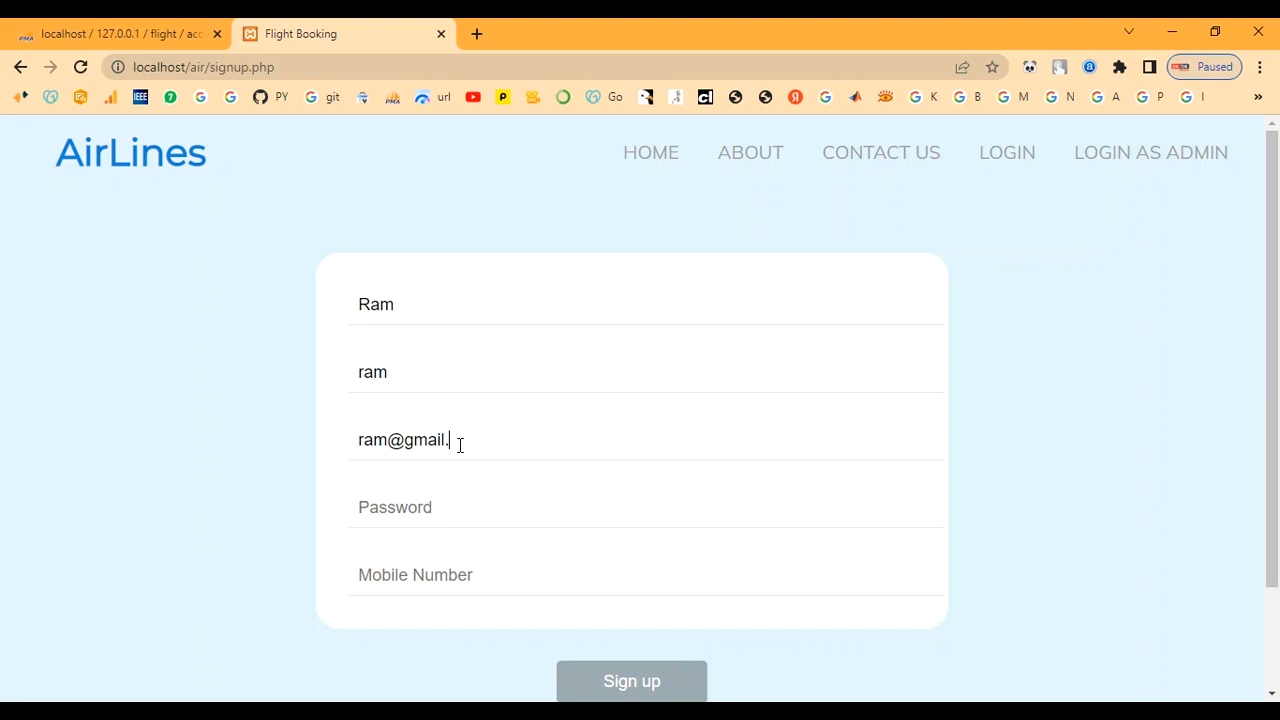 localhost / 127.0.0.1 / flight / acc
Flight Booking
localhost/air/signup.php
Paused
IEEE
PY
git
url
Go
K
B
M
N
A
P
I
AirLines
HOME
ABOUT
CONTACT US
LOGIN
LOGIN AS ADMIN
Ram
ram
ram@gmail.
Password
Mobile Number
Sign up